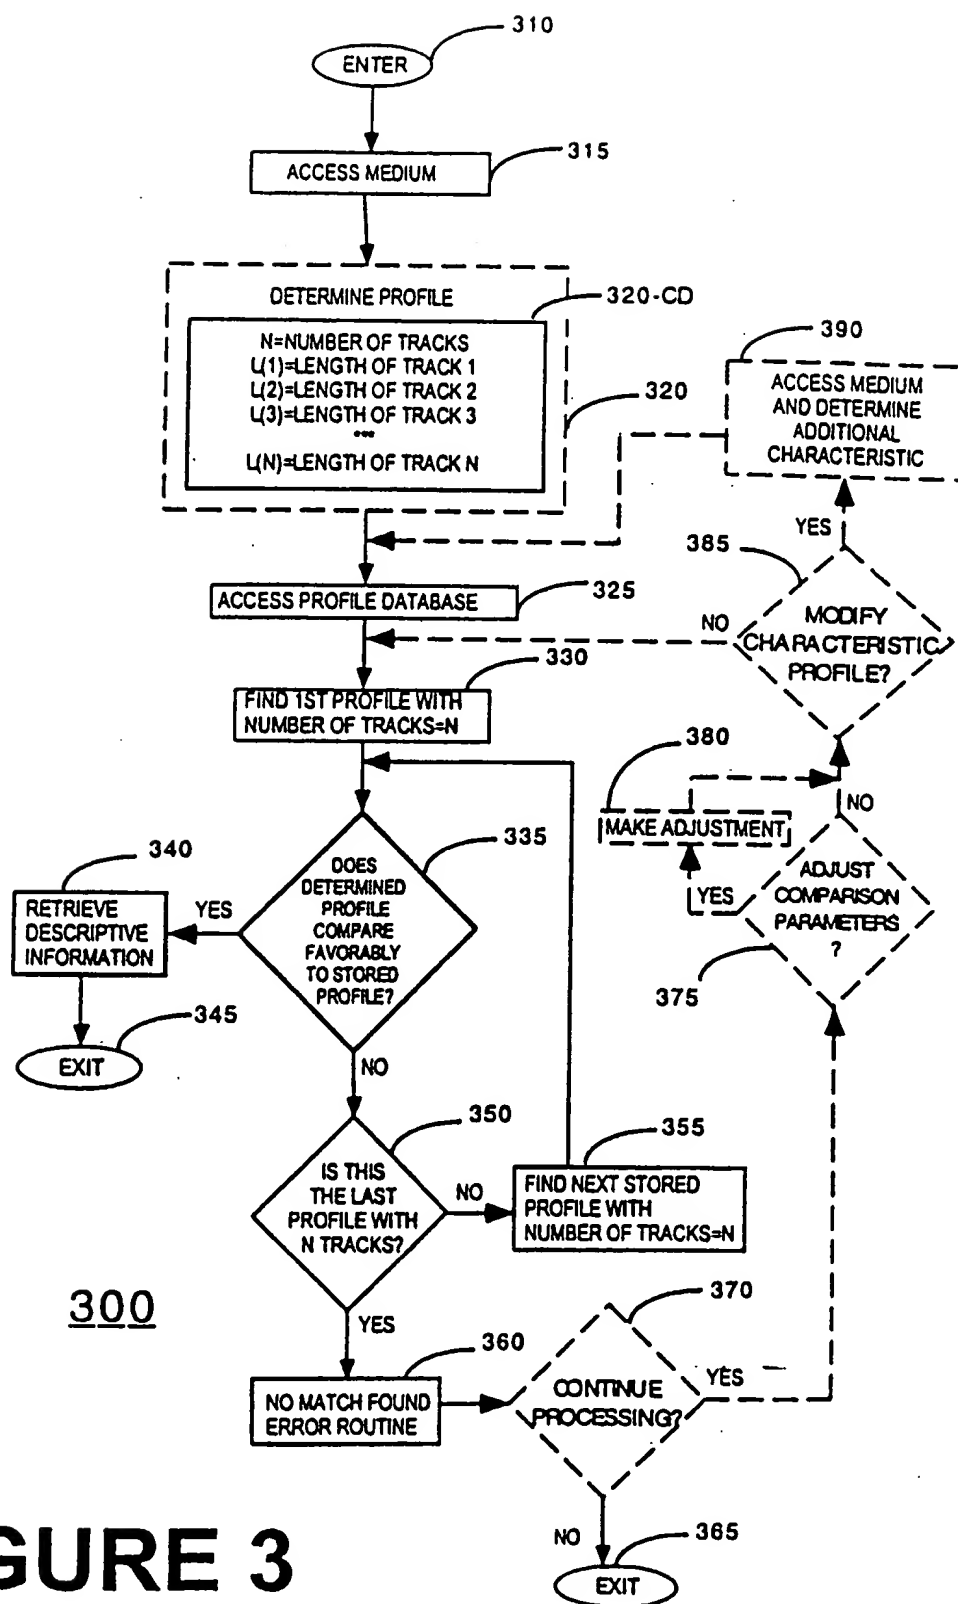 310
ENTER
315
ACCESS MEDIUM
DETERMINE PROFILE
320-CD
N=NUMBER OF TRACKS
L(1)=LENGTH OF TRACK 1
L(2)=LENGTH OF TRACK 2
L(3)=LENGTH OF TRACK 3
...
L(N)=LENGTH OF TRACK N
320
390
ACCESS MEDIUM
AND DETERMINE
ADDITIONAL
CHARACTERISTIC
YES
385
MODIFY
CHARACTERISTIC
PROFILE?
NO
ACCESS PROFILE DATABASE
325
330
FIND 1ST PROFILE WITH
NUMBER OF TRACKS=N
380
MAKE ADJUSTMENT
NO
YES
ADJUST
COMPARISON
PARAMETERS
?
375
335
DOES
DETERMINED
PROFILE
COMPARE
FAVORABLY
TO STORED
PROFILE?
340
YES
RETRIEVE
DESCRIPTIVE
INFORMATION
345
EXIT
NO
350
IS THIS
THE LAST
PROFILE WITH
N TRACKS?
NO
355
FIND NEXT STORED
PROFILE WITH
NUMBER OF TRACKS=N
300
YES
360
NO MATCH FOUND
ERROR ROUTINE
370
CONTINUE
PROCESSING?
YES
NO
365
EXIT
GURE 3